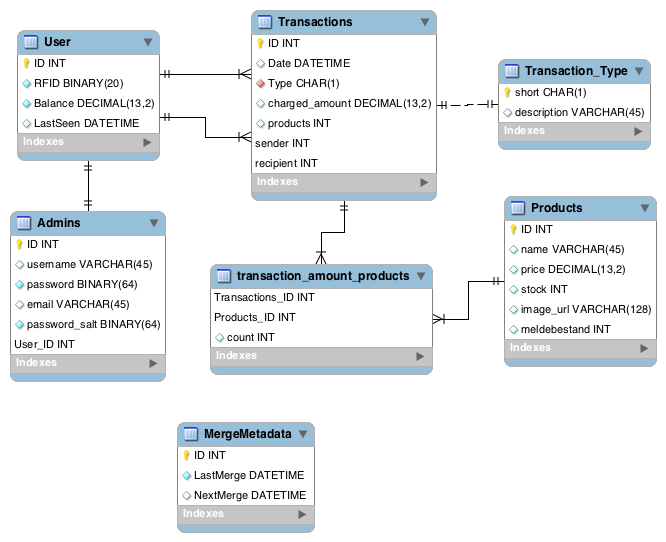 User
ID INT
RFID BINARY(20)
Balance DECIMAL(13,2)
LastSeen DATETIME
Indexes
Transactions
ID INT
Date DATETIME
Type CHAR(1)
charged_amount DECIMAL(13,2)
products INT
sender INT
recipient INT
Indexes
Transaction_Type
short CHAR(1)
description VARCHAR(45)
Indexes
Admins
ID INT
username VARCHAR(45)
password BINARY(64)
email VARCHAR(45)
password_salt BINARY(64)
User_ID INT
Indexes
transaction_amount_products
Transactions_ID INT
Products_ID INT
count INT
Indexes
Products
ID INT
name VARCHAR(45)
price DECIMAL(13,2)
stock INT
image_url VARCHAR(128)
meldebestand INT
Indexes
MergeMetadata
ID INT
LastMerge DATETIME
NextMerge DATETIME
Indexes